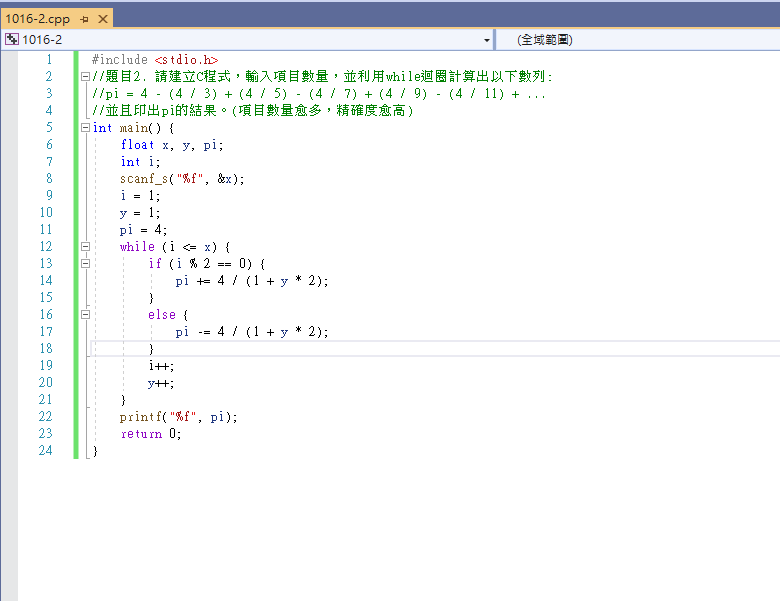 1016-2.cpp
1016-2 (全域範圍)
1 #include <stdio.h>
2 //題目2. 請建立C程式，輸入項目數量，並利用while迴圈計算出以下數列:
3 //pi = 4 - (4 / 3) + (4 / 5) - (4 / 7) + (4 / 9) - (4 / 11) + ...
4 //並且印出pi的結果。(項目數量愈多，精確度愈高)
5 int main() {
6 float x, y, pi;
7 int i;
8 scanf_s("%f", &x);
9 i = 1;
10 y = 1;
11 pi = 4;
12 while (i <= x) {
13 if (i % 2 == 0) {
14 pi += 4 / (1 + y * 2);
15 }
16 else {
17 pi -= 4 / (1 + y * 2);
18 }
19 i++;
20 y++;
21 }
22 printf("%f", pi);
23 return 0;
24 }